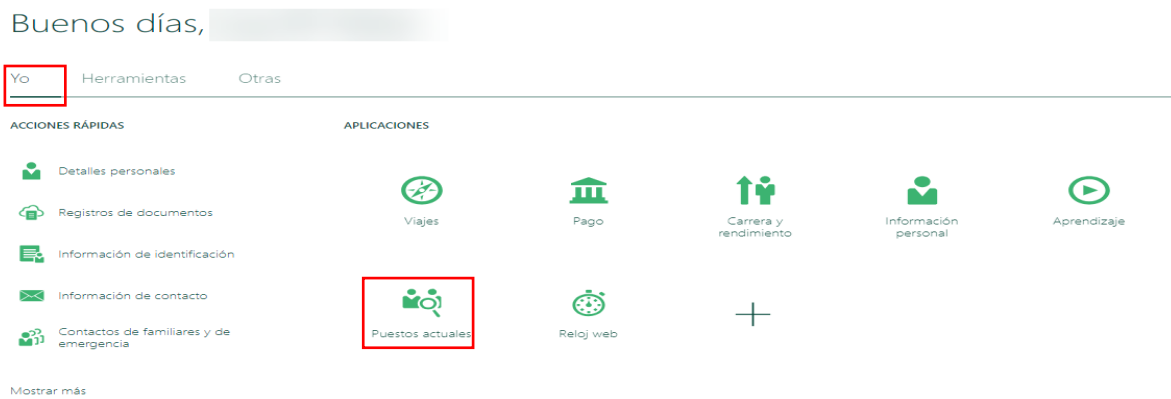 Buenos días,
Yo
Herramientas
Otras
ACCIONES RÁPIDAS
Detalles personales
Registros de documentos
Información de identificación
Información de contacto
Contactos de familiares y de
emergencia
Mostrar más
APLICACIONES
Viajes
Pago
Carrera y
rendimiento
Información
personal
Aprendizaje
Puestos actuales
Reloj web